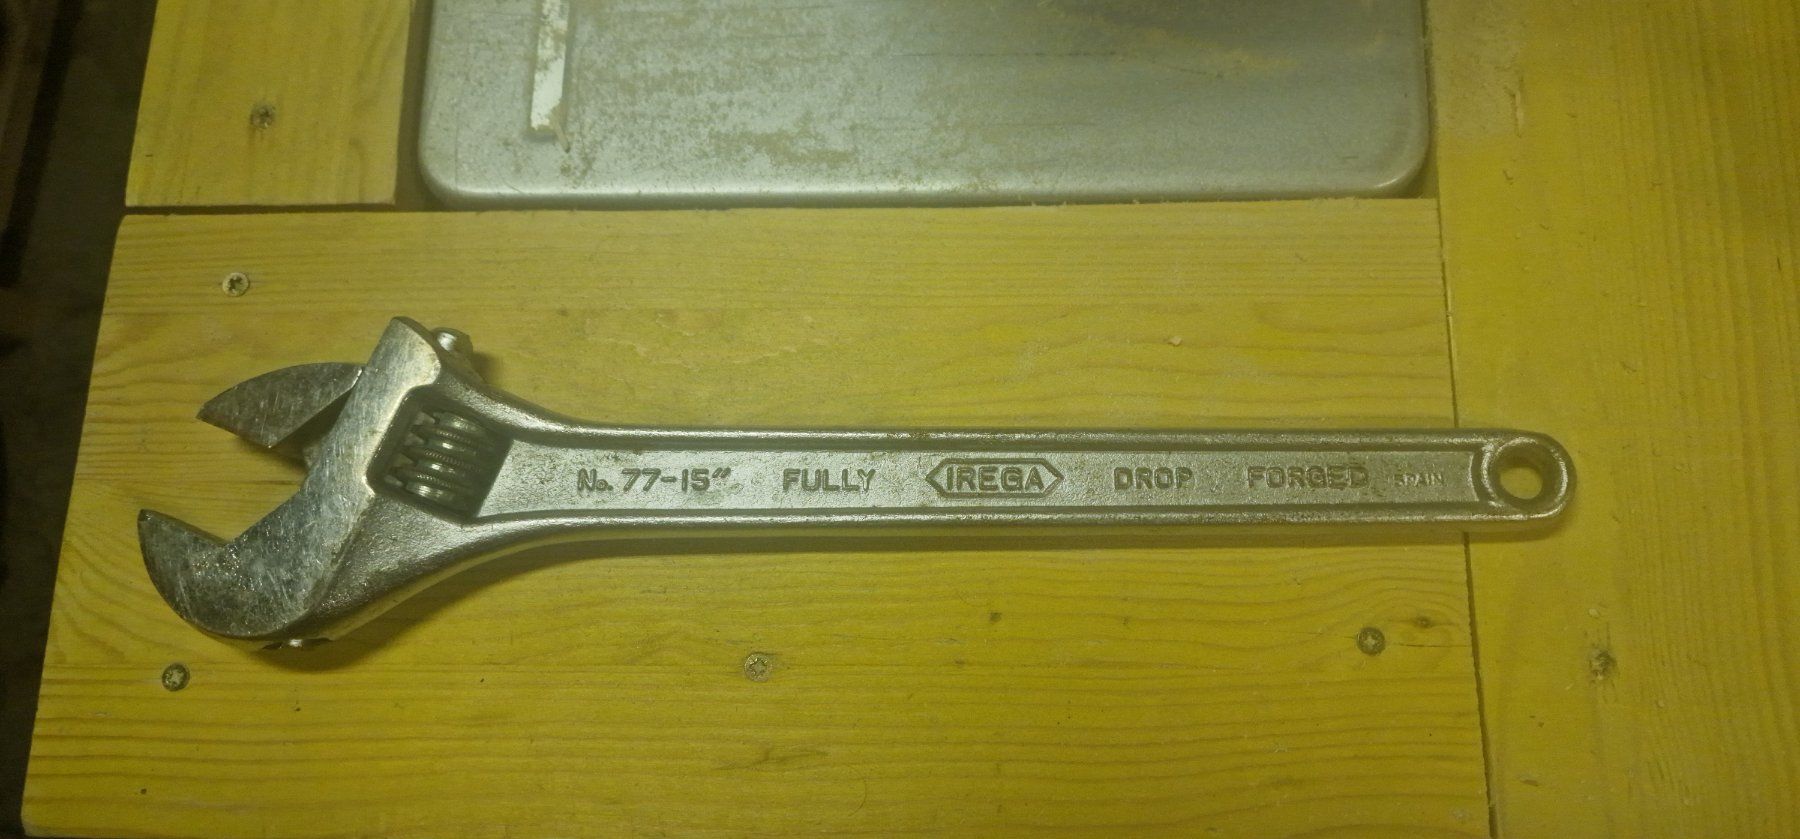 No. 77-15" FULLY IREGA DROP FORGED SPAIN